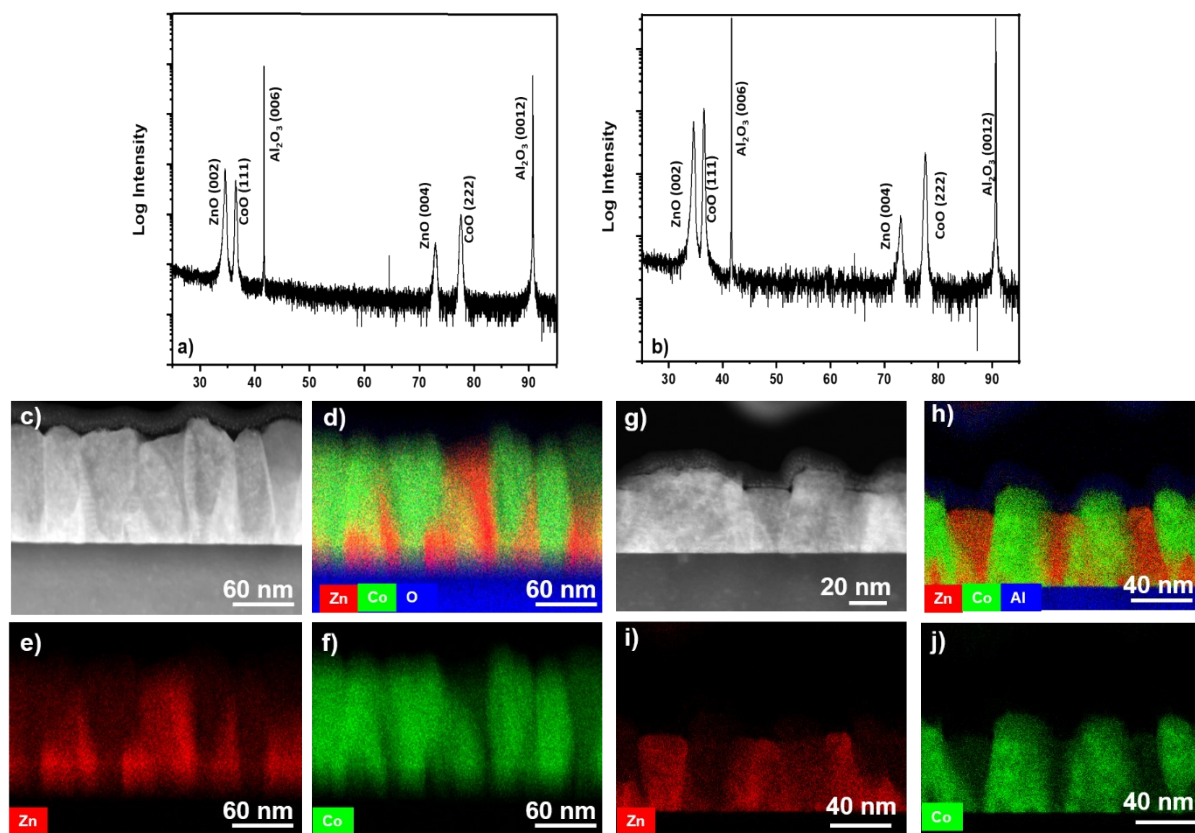 Log Intensity
ZnO (002)
CoO (111)
Al₂O₃ (006)
ZnO (004)
CoO (222)
Al₂O₃ (0012)
a)
30 40 50 60 70 80 90
Log Intensity
ZnO (002)
CoO (111)
Al₂O₃ (006)
ZnO (004)
CoO (222)
Al₂O₃ (0012)
b)
30 40 50 60 70 80 90
c)
60 nm
d)
Zn Co O 60 nm
g)
20 nm
h)
Zn Co Al 40 nm
e)
Zn 60 nm
f)
Co 60 nm
i)
Zn 40 nm
j)
Co 40 nm